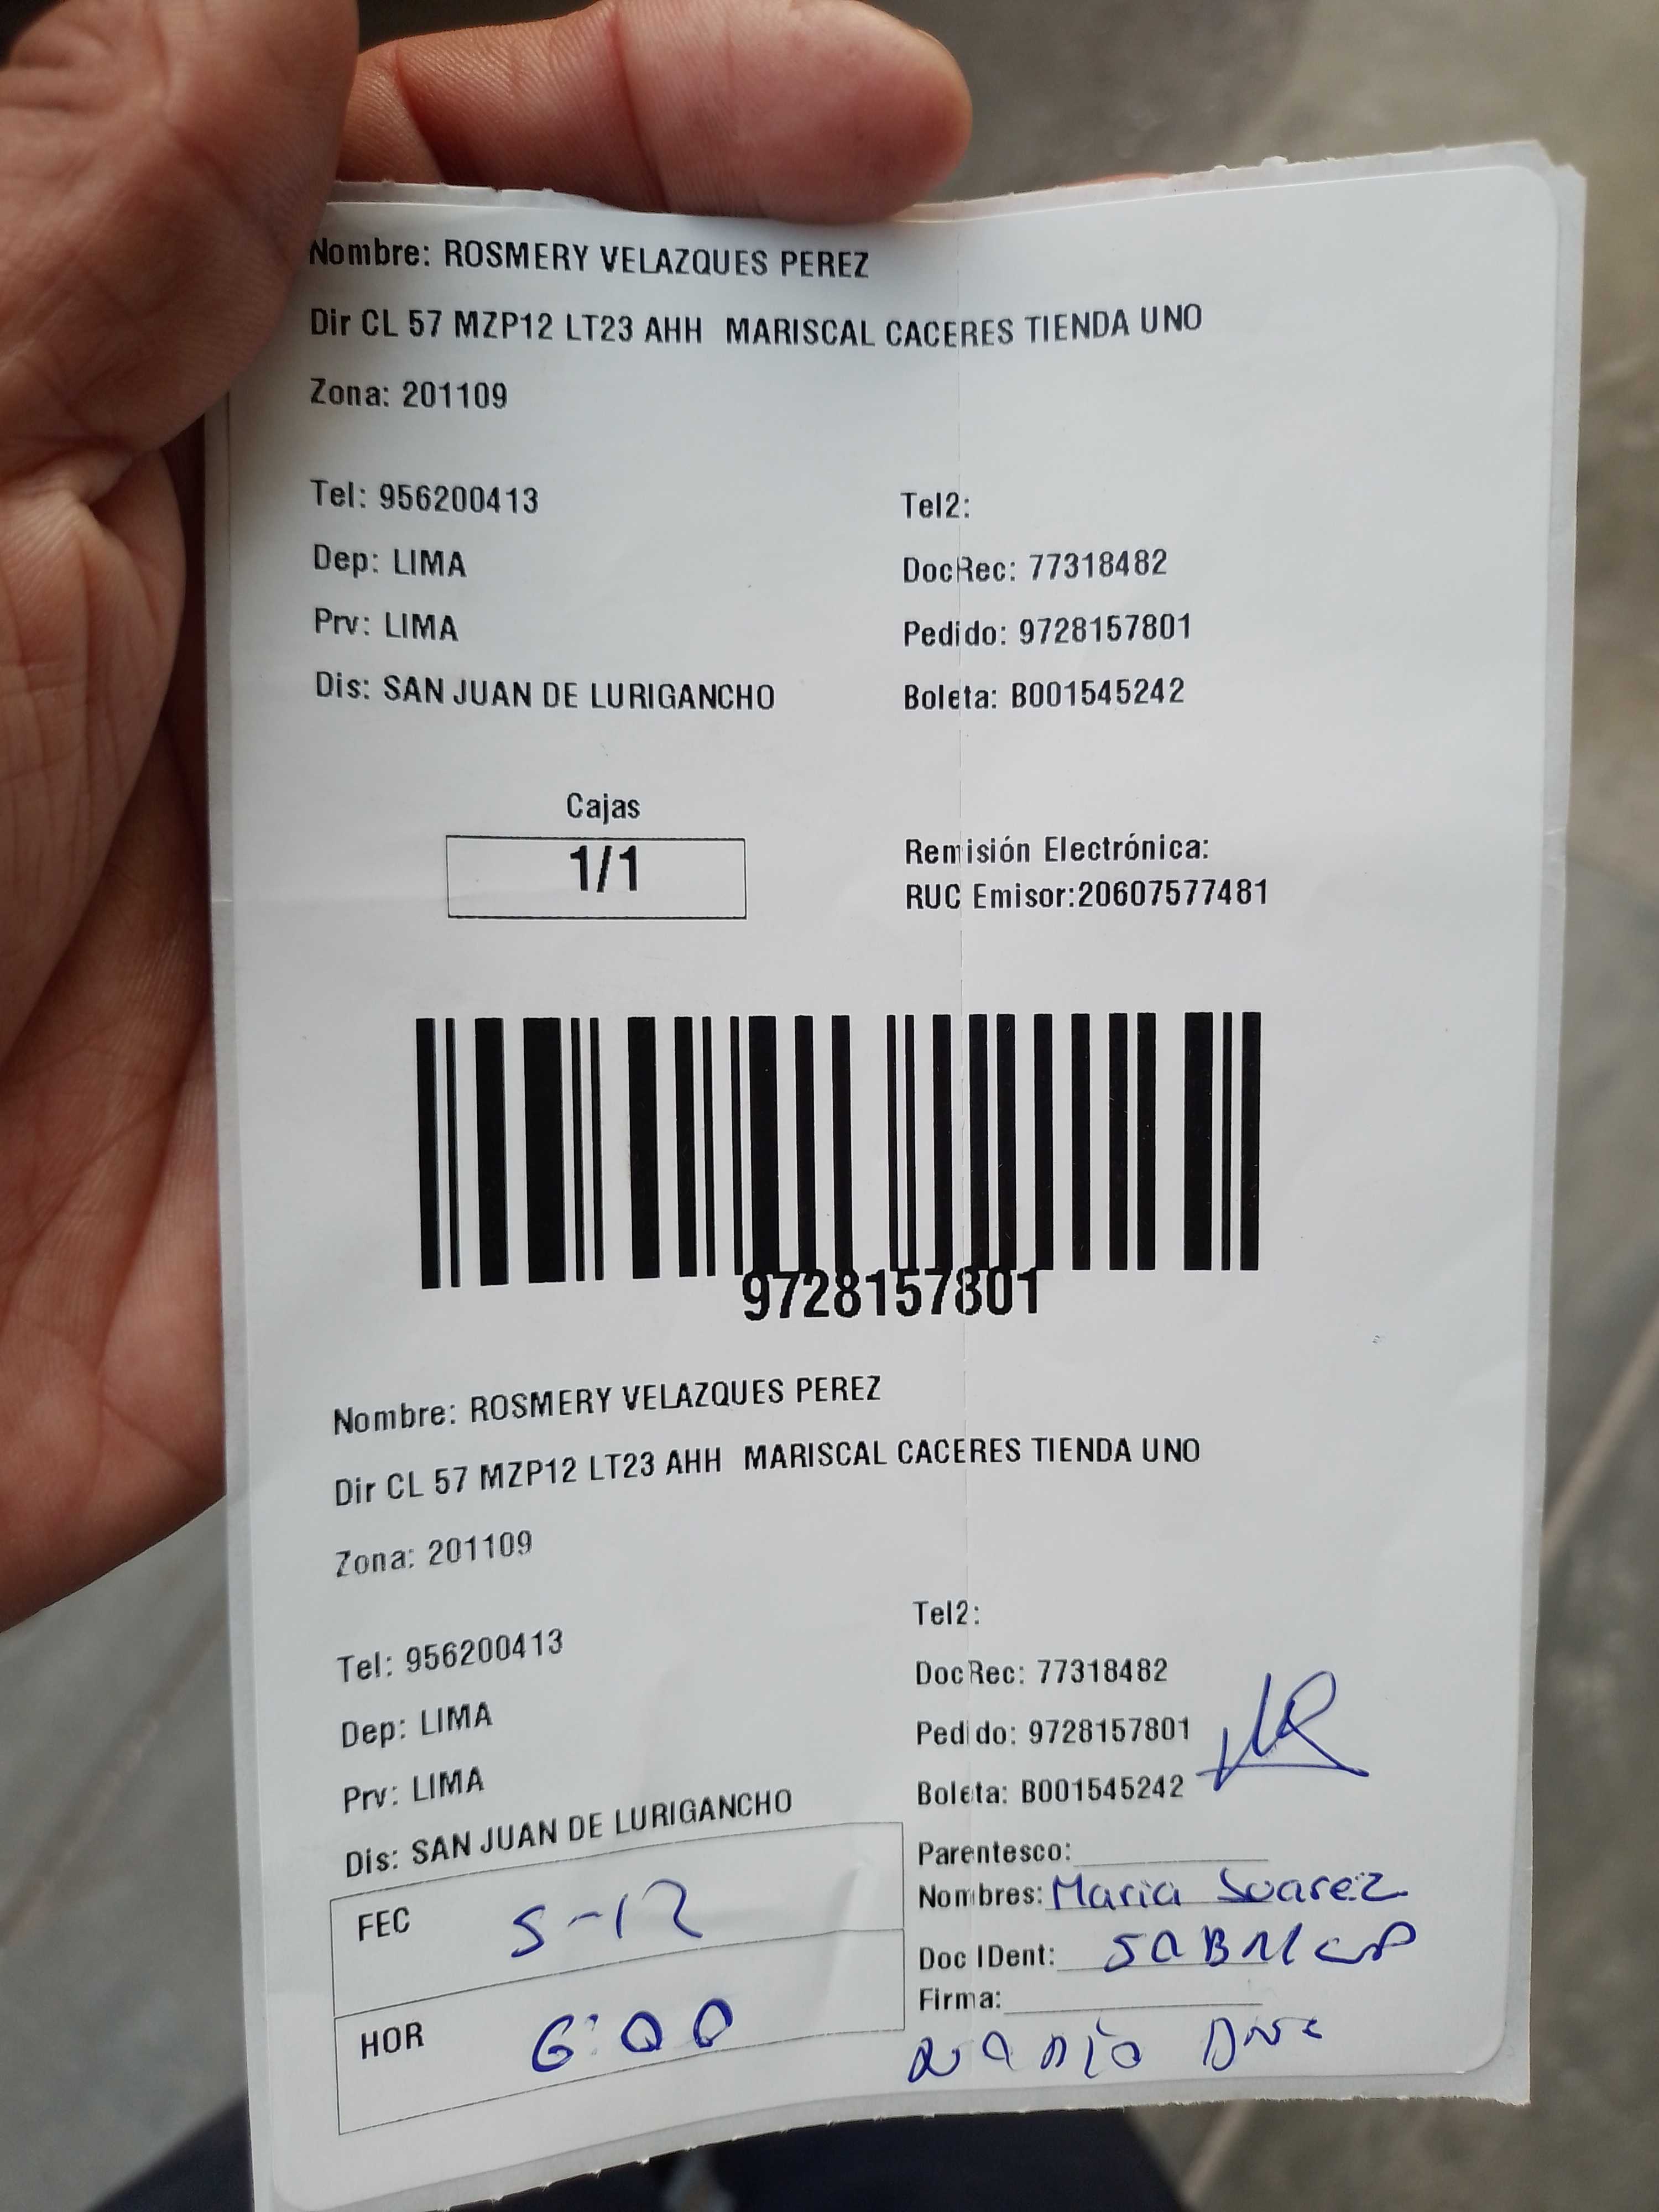 Nombre: ROSMERY VELAZQUES PEREZ
Dir CL 57 MZP12 LT23 AHH MARISCAL CACERES TIENDA UNO
Zona: 201109
Tel: 956200413
Tel2:
Dep: LIMA
DocRec: 77318482
Prv: LIMA
Pedido: 9728157801
Dis: SAN JUAN DE LURIGANCHO
Boleta: B001545242
Cajas
1/1
Remisión Electrónica:
RUC Emisor:20607577481
9728157801
Nombre: ROSMERY VELAZQUES PEREZ
Dir CL 57 MZP12 LT23 AHH MARISCAL CACERES TIENDA UNO
Zona: 201109
Tel: 956200413
Tel2:
Dep: LIMA
DocRec: 77318482
Prv: LIMA
Pedido: 9728157801
Dis: SAN JUAN DE LURIGANCHO
Boleta: B001545242
FEC 5-12
HOR 6:00
Parentesco:
Nombres: Maria Suarez
Doc IDent:
Firma: